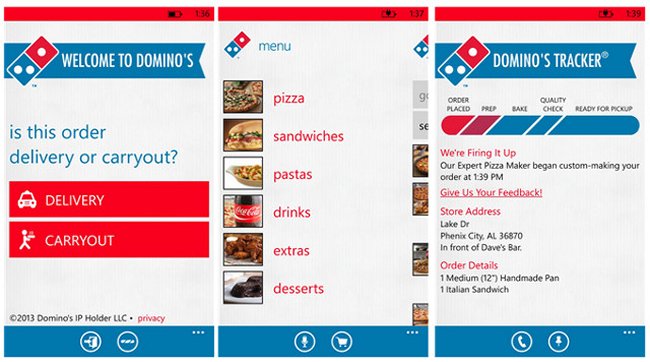 1:36
WELCOME TO DOMINO'S
TM
is this order
delivery or carryout?
DELIVERY
CARRYOUT
©2013 Domino's IP Holder LLC • privacy
1:37
menu
pizza
sandwiches
pastas
drinks
Coca-Cola
extras
desserts
go
se
1:39
DOMINO'S TRACKER®
TM
ORDER PLACED PREP BAKE QUALITY CHECK READY FOR PICKUP
We're Firing It Up
Our Expert Pizza Maker began custom-making your
order at 1:39 PM
Give Us Your Feedback!
Store Address
Lake Dr
Phenix City, AL 36870
In front of Dave's Bar.
Order Details
1 Medium (12") Handmade Pan
1 Italian Sandwich